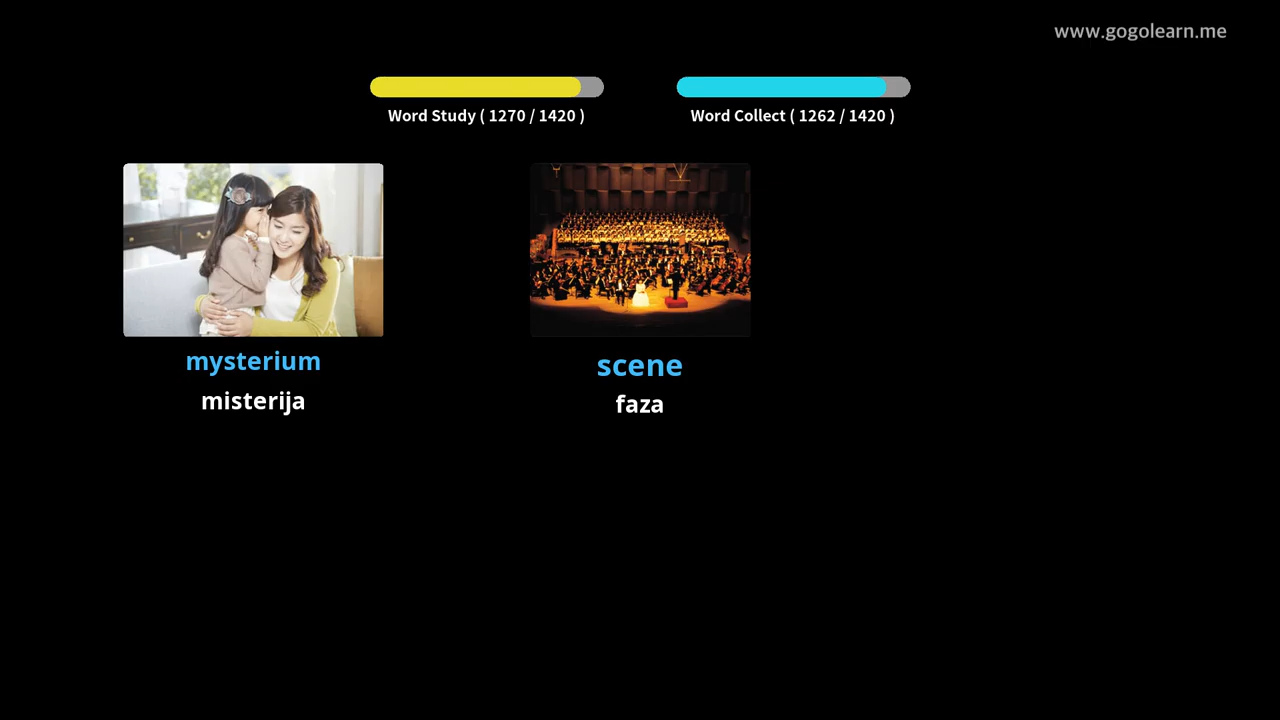 www.gogolearn.me
Word Study ( 1270 / 1420 )
Word Collect ( 1262 / 1420 )
mysterium
misterija
scene
faza